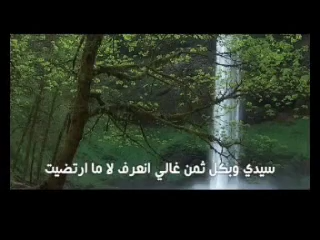 سيدي وبكل ثمن غالي انعرف لا ما ارتضيت